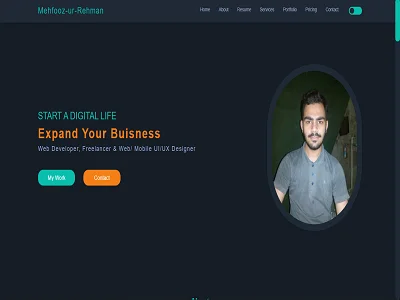 Mehfooz-ur-Rehman
Home About Resume Services Portfolio Pricing Contact
START A DIGITAL LIFE
Expand Your Buisness
Web Developer, Freelancer & Web/ Mobile UI/UX Designer
My Work Contact